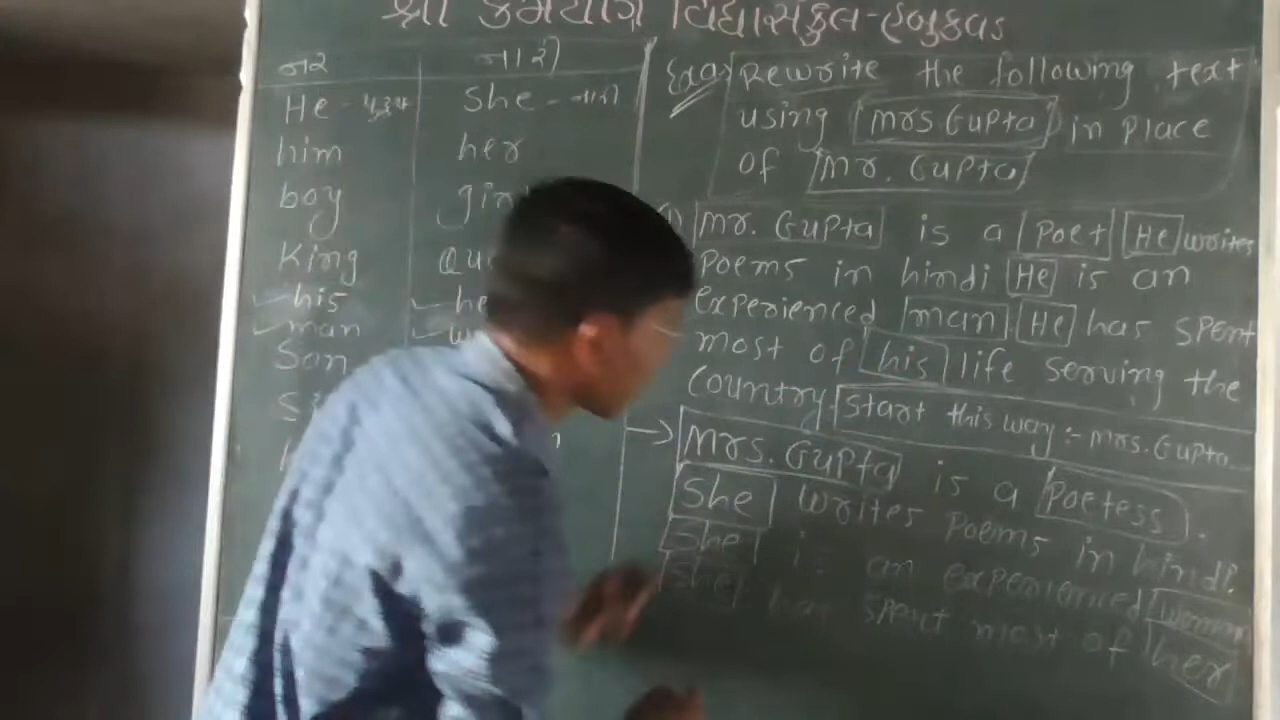 શ્રી કર્મયોગ વિદ્યાસંકુલ-હળુકવડ
નર નારી
He - પુરૂષ She - નારી
him her
boy
King
his
man
Son
Exa) Rewrite the following text
using Mrs. Gupta in place
of Mr. Gupta
Mr. Gupta is a Poet He writes
Poems in hindi He is an
experienced man. He has spent
most of his life serving the
Country. Start this way:- Mrs. Gupta
→ Mrs. Gupta is a Poetess.
She writes Poems in hindi.
She is an experienced woman
She has spent most of her